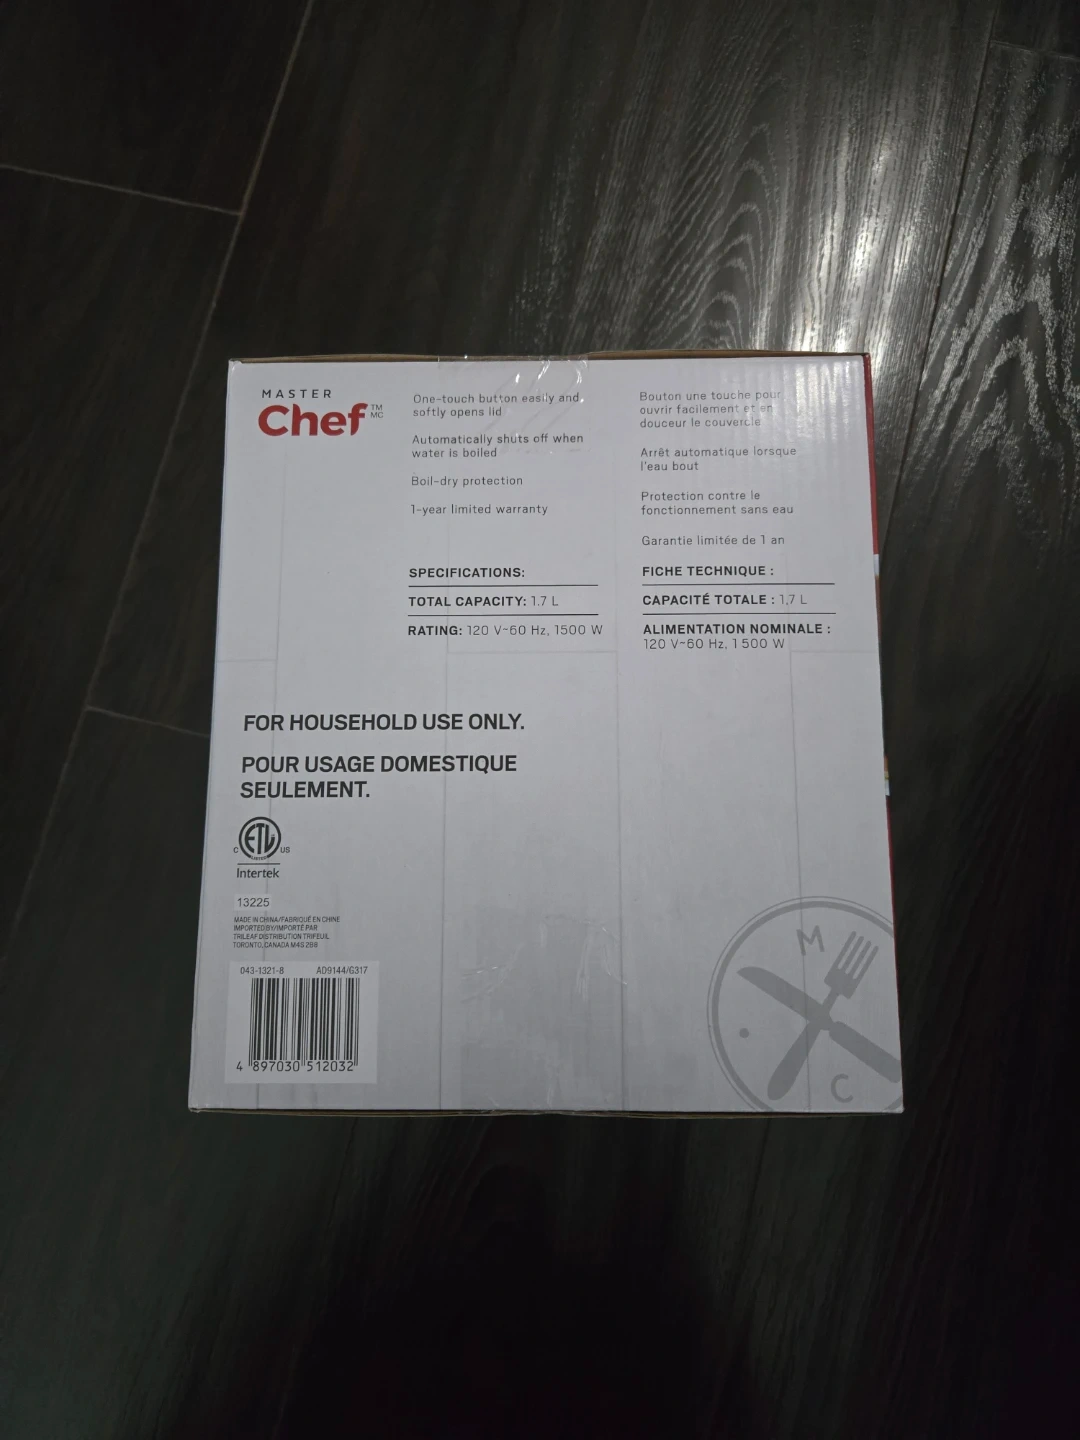 MASTER
Chef TM MC
One-touch button easily and
softly opens lid
Automatically shuts off when
water is boiled
Boil-dry protection
1-year limited warranty
SPECIFICATIONS:
TOTAL CAPACITY: 1.7 L
RATING: 120 V~60 Hz, 1500 W
Bouton une touche pour
ouvrir facilement et en
douceur le couvercle
Arrêt automatique lorsque
l'eau bout
Protection contre le
fonctionnement sans eau
Garantie limitée de 1 an
FICHE TECHNIQUE :
CAPACITÉ TOTALE : 1,7 L
ALIMENTATION NOMINALE :
120 V~60 Hz, 1 500 W
FOR HOUSEHOLD USE ONLY.
POUR USAGE DOMESTIQUE
SEULEMENT.
C ETL US
LISTED
Intertek
13225
MADE IN CHINA/FABRIQUÉ EN CHINE
IMPORTED BY/IMPORTÉ PAR
TRILEAF DISTRIBUTION TRIFEUIL
TORONTO, CANADA M4S 2B8
043-1321-8 AD9144/G317
4 897030 512032
M
C